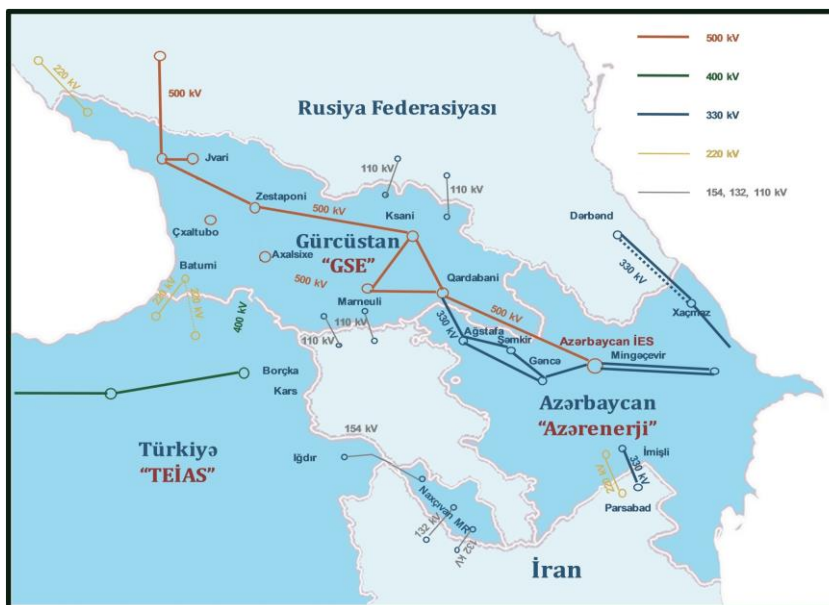 500 kV
400 kV
330 kV
220 kV
154, 132, 110 kV
220 kV
500 kV
Rusiya Federasiyası
Jvari
110 kV
110 kV
Zestaponi
500 kV
Ksani
Dərbənd
Çxaltubo
Gürcüstan
"GSE"
Axalsixe
Batumi
500 kV
Qardabani
330 kV
220 kV
220 kV
400 kV
Marneuli
500 kV
Xaçmaz
330 kV
110 kV
110 kV
Ağstafa
Şəmkir
Azərbaycan İES
Mingəçevir
Gəncə
Borçka
Kars
Azərbaycan
"Azərenerji"
Türkiyə
"TEİAS"
154 kV
Iğdır
İmişli
330 kV
220 kV
Parsabad
Naxçıvan MR
132 kV
132 kV
İran